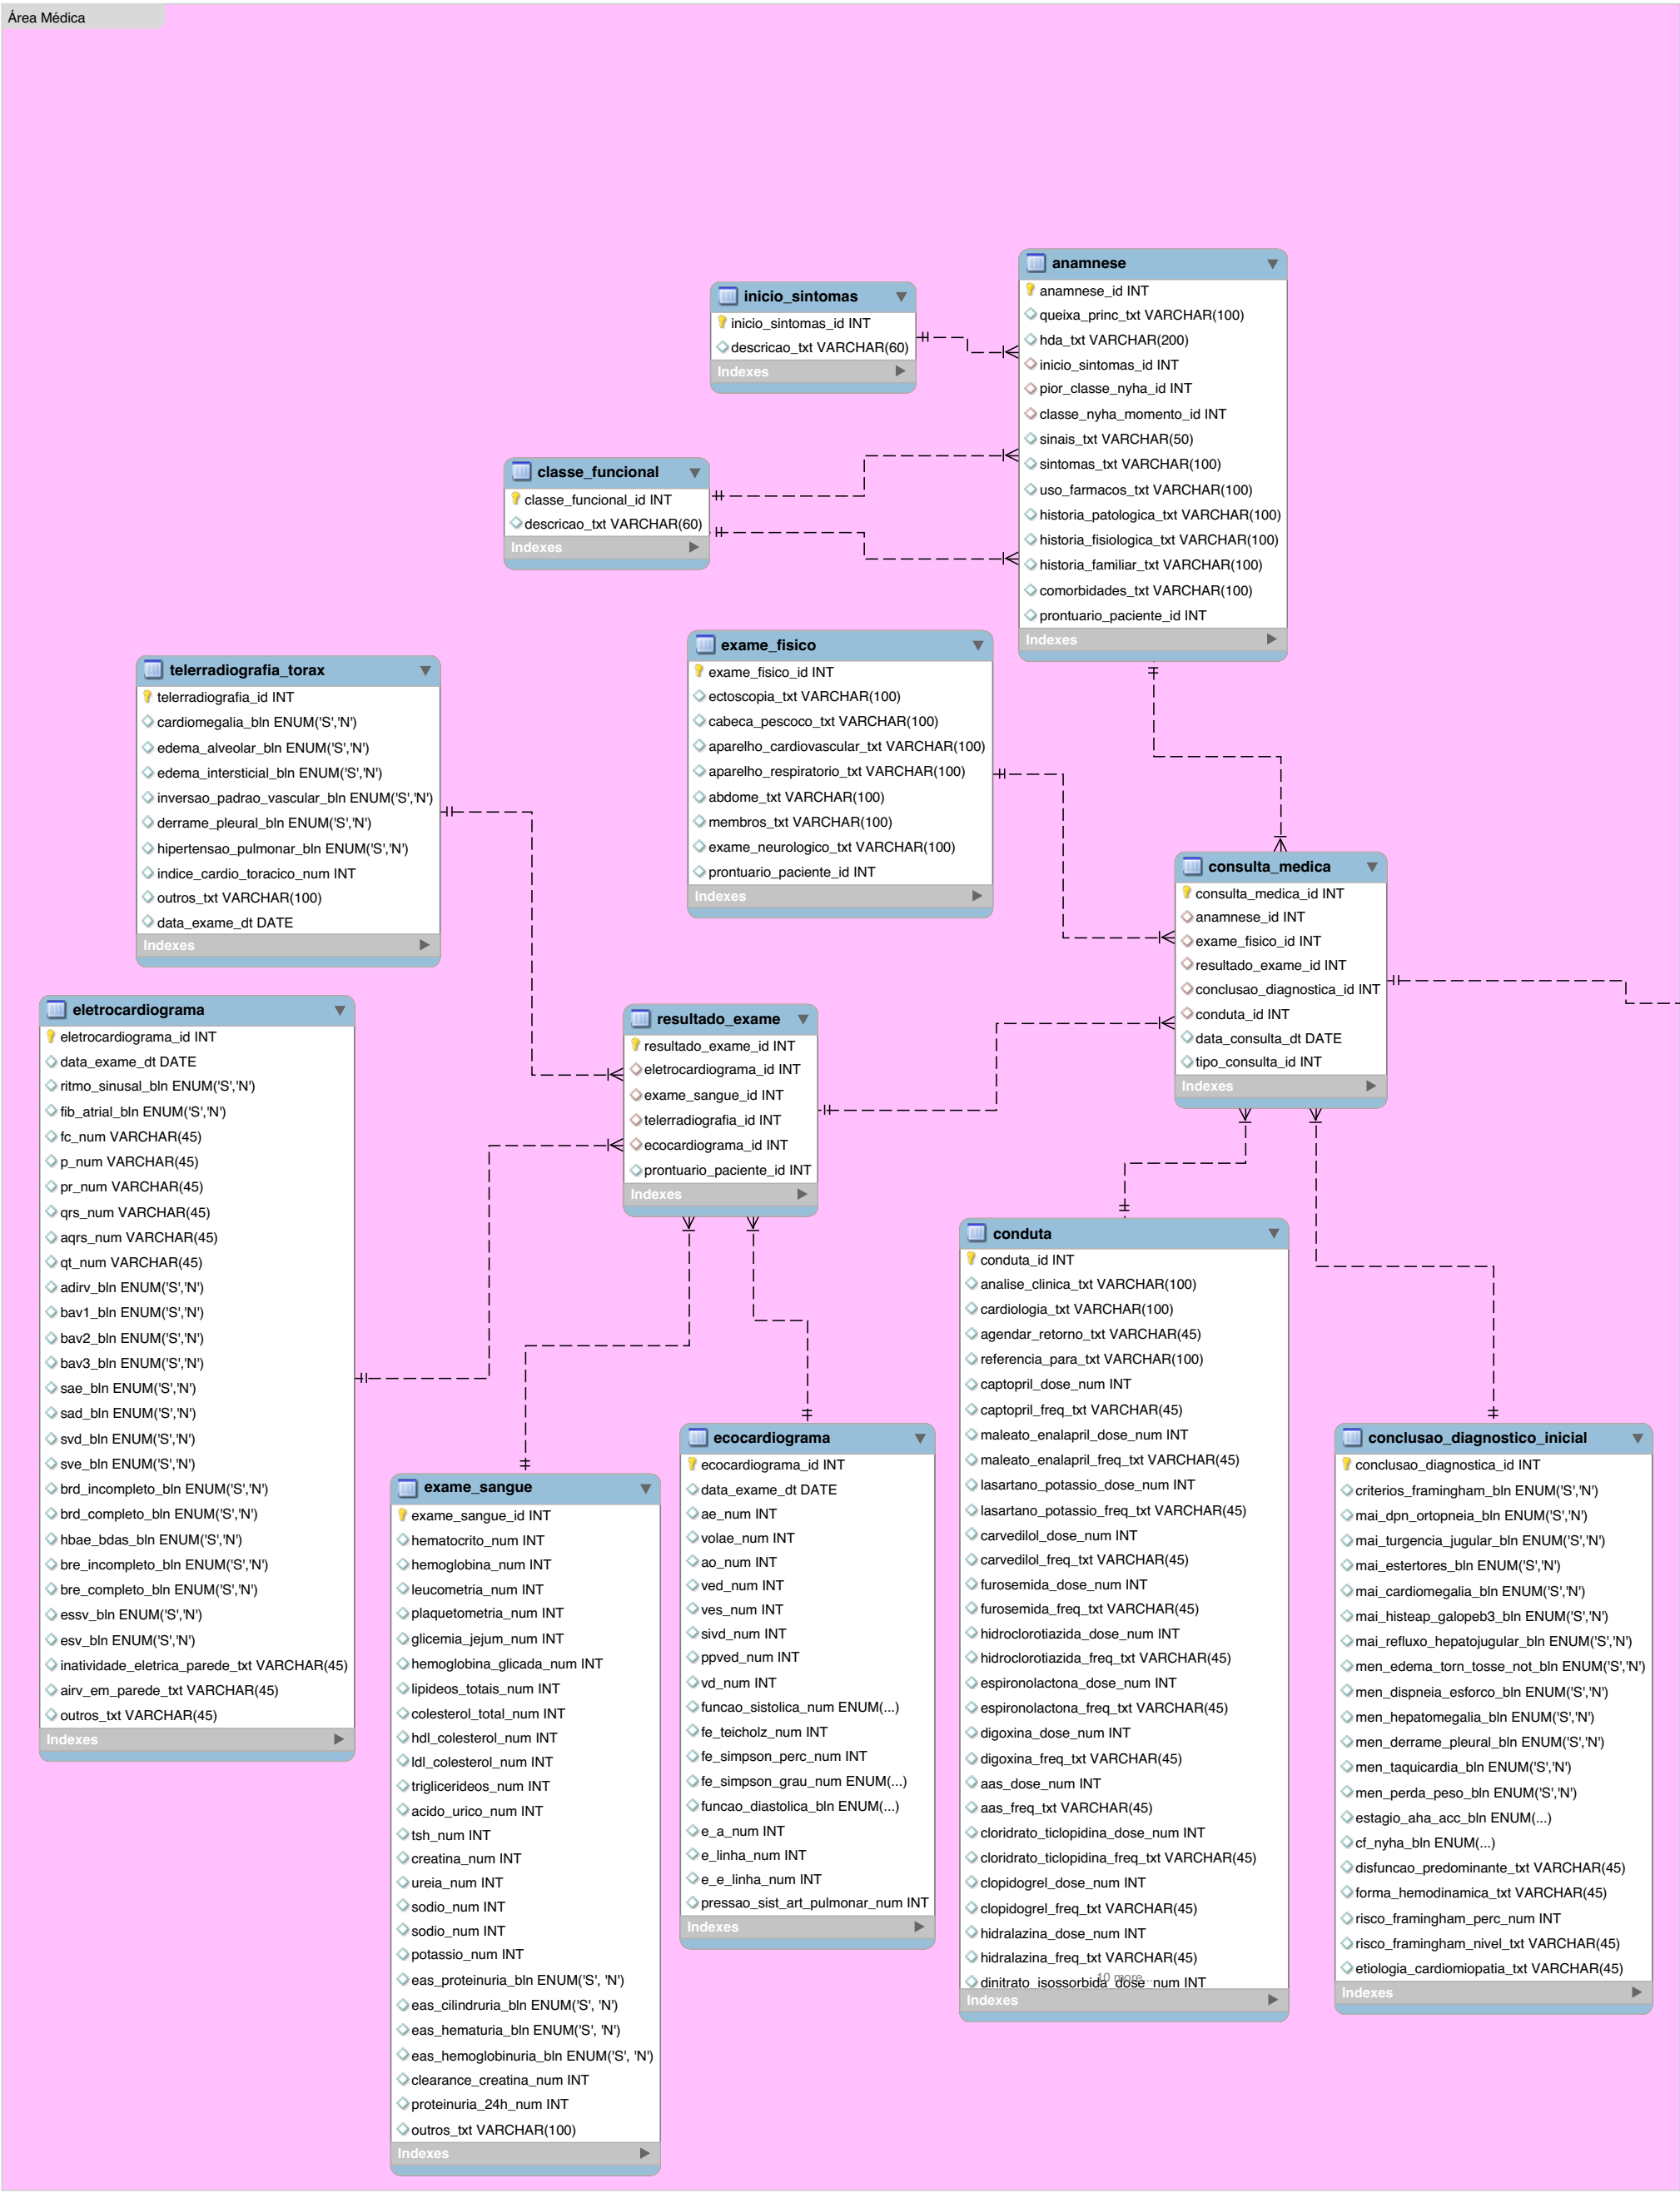 Área Médica
anamnese
anamnese_id INT
queixa_princ_txt VARCHAR(100)
hda_txt VARCHAR(200)
inicio_sintomas_id INT
pior_classe_nyha_id INT
classe_nyha_momento_id INT
sinais_txt VARCHAR(50)
sintomas_txt VARCHAR(100)
uso_farmacos_txt VARCHAR(100)
historia_patologica_txt VARCHAR(100)
historia_fisiologica_txt VARCHAR(100)
historia_familiar_txt VARCHAR(100)
comorbidades_txt VARCHAR(100)
prontuario_paciente_id INT
Indexes
inicio_sintomas
inicio_sintomas_id INT
descricao_txt VARCHAR(60)
Indexes
classe_funcional
classe_funcional_id INT
descricao_txt VARCHAR(60)
Indexes
exame_fisico
exame_fisico_id INT
ectoscopia_txt VARCHAR(100)
cabeca_pescoco_txt VARCHAR(100)
aparelho_cardiovascular_txt VARCHAR(100)
aparelho_respiratorio_txt VARCHAR(100)
abdome_txt VARCHAR(100)
membros_txt VARCHAR(100)
exame_neurologico_txt VARCHAR(100)
prontuario_paciente_id INT
Indexes
telerradiografia_torax
telerradiografia_id INT
cardiomegalia_bln ENUM('S','N')
edema_alveolar_bln ENUM('S','N')
edema_intersticial_bln ENUM('S','N')
inversao_padrao_vascular_bln ENUM('S','N')
derrame_pleural_bln ENUM('S','N')
hipertensao_pulmonar_bln ENUM('S','N')
indice_cardio_toracico_num INT
outros_txt VARCHAR(100)
data_exame_dt DATE
Indexes
consulta_medica
consulta_medica_id INT
anamnese_id INT
exame_fisico_id INT
resultado_exame_id INT
conclusao_diagnostica_id INT
conduta_id INT
data_consulta_dt DATE
tipo_consulta_id INT
Indexes
eletrocardiograma
eletrocardiograma_id INT
data_exame_dt DATE
ritmo_sinusal_bln ENUM('S','N')
fib_atrial_bln ENUM('S','N')
fc_num VARCHAR(45)
p_num VARCHAR(45)
pr_num VARCHAR(45)
qrs_num VARCHAR(45)
aqrs_num VARCHAR(45)
qt_num VARCHAR(45)
adirv_bln ENUM('S','N')
bav1_bln ENUM('S','N')
bav2_bln ENUM('S','N')
bav3_bln ENUM('S','N')
sae_bln ENUM('S','N')
sad_bln ENUM('S','N')
svd_bln ENUM('S','N')
sve_bln ENUM('S','N')
brd_incompleto_bln ENUM('S','N')
brd_completo_bln ENUM('S','N')
hbae_bdas_bln ENUM('S','N')
bre_incompleto_bln ENUM('S','N')
bre_completo_bln ENUM('S','N')
essv_bln ENUM('S','N')
esv_bln ENUM('S','N')
inatividade_eletrica_parede_txt VARCHAR(45)
airv_em_parede_txt VARCHAR(45)
outros_txt VARCHAR(45)
Indexes
resultado_exame
resultado_exame_id INT
eletrocardiograma_id INT
exame_sangue_id INT
telerradiografia_id INT
ecocardiograma_id INT
prontuario_paciente_id INT
Indexes
exame_sangue
exame_sangue_id INT
hematocrito_num INT
hemoglobina_num INT
leucometria_num INT
plaquetometria_num INT
glicemia_jejum_num INT
hemoglobina_glicada_num INT
lipideos_totais_num INT
colesterol_total_num INT
hdl_colesterol_num INT
ldl_colesterol_num INT
triglicerideos_num INT
acido_urico_num INT
tsh_num INT
creatina_num INT
ureia_num INT
sodio_num INT
sodio_num INT
potassio_num INT
eas_proteinuria_bln ENUM('S', 'N')
eas_cilindruria_bln ENUM('S', 'N')
eas_hematuria_bln ENUM('S', 'N')
eas_hemoglobinuria_bln ENUM('S', 'N')
clearance_creatina_num INT
proteinuria_24h_num INT
outros_txt VARCHAR(100)
Indexes
ecocardiograma
ecocardiograma_id INT
data_exame_dt DATE
ae_num INT
volae_num INT
ao_num INT
ved_num INT
ves_num INT
sivd_num INT
ppved_num INT
vd_num INT
funcao_sistolica_num ENUM(...)
fe_teicholz_num INT
fe_simpson_perc_num INT
fe_simpson_grau_num ENUM(...)
funcao_diastolica_bln ENUM(...)
e_a_num INT
e_linha_num INT
e_e_linha_num INT
pressao_sist_art_pulmonar_num INT
Indexes
conduta
conduta_id INT
analise_clinica_txt VARCHAR(100)
cardiologia_txt VARCHAR(100)
agendar_retorno_txt VARCHAR(45)
referencia_para_txt VARCHAR(100)
captopril_dose_num INT
captopril_freq_txt VARCHAR(45)
maleato_enalapril_dose_num INT
maleato_enalapril_freq_txt VARCHAR(45)
lasartano_potassio_dose_num INT
lasartano_potassio_freq_txt VARCHAR(45)
carvedilol_dose_num INT
carvedilol_freq_txt VARCHAR(45)
furosemida_dose_num INT
furosemida_freq_txt VARCHAR(45)
hidroclorotiazida_dose_num INT
hidroclorotiazida_freq_txt VARCHAR(45)
espironolactona_dose_num INT
espironolactona_freq_txt VARCHAR(45)
digoxina_dose_num INT
digoxina_freq_txt VARCHAR(45)
aas_dose_num INT
aas_freq_txt VARCHAR(45)
cloridrato_ticlopidina_dose_num INT
cloridrato_ticlopidina_freq_txt VARCHAR(45)
clopidogrel_dose_num INT
clopidogrel_freq_txt VARCHAR(45)
hidralazina_dose_num INT
hidralazina_freq_txt VARCHAR(45)
dinitrato_isossorbida_dose_num INT
10 more...
Indexes
conclusao_diagnostico_inicial
conclusao_diagnostica_id INT
criterios_framingham_bln ENUM('S','N')
mai_dpn_ortopneia_bln ENUM('S','N')
mai_turgencia_jugular_bln ENUM('S','N')
mai_estertores_bln ENUM('S','N')
mai_cardiomegalia_bln ENUM('S','N')
mai_histeap_galopeb3_bln ENUM('S','N')
mai_refluxo_hepatojugular_bln ENUM('S','N')
men_edema_torn_tosse_not_bln ENUM('S','N')
men_dispneia_esforco_bln ENUM('S','N')
men_hepatomegalia_bln ENUM('S','N')
men_derrame_pleural_bln ENUM('S','N')
men_taquicardia_bln ENUM('S','N')
men_perda_peso_bln ENUM('S','N')
estagio_aha_acc_bln ENUM(...)
cf_nyha_bln ENUM(...)
disfuncao_predominante_txt VARCHAR(45)
forma_hemodinamica_txt VARCHAR(45)
risco_framingham_perc_num INT
risco_framingham_nivel_txt VARCHAR(45)
etiologia_cardiomiopatia_txt VARCHAR(45)
Indexes